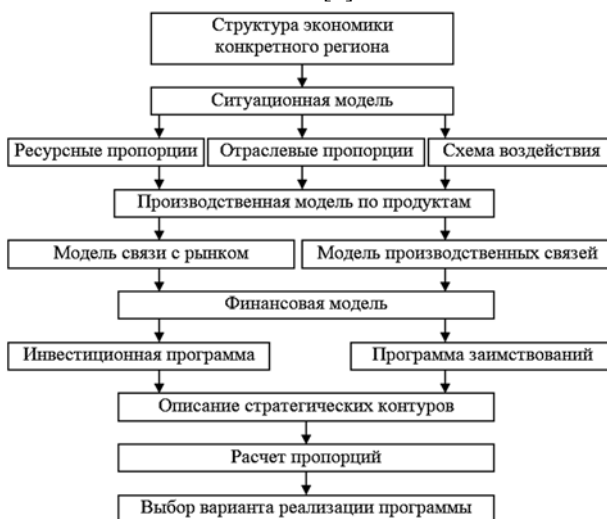 Структура экономики
конкретного региона
Ситуационная модель
Ресурсные пропорции
Отраслевые пропорции
Схема воздействия
Производственная модель по продуктам
Модель связи с рынком
Модель производственных связей
Финансовая модель
Инвестиционная программа
Программа заимствований
Описание стратегических контуров
Расчет пропорций
Выбор варианта реализации программы